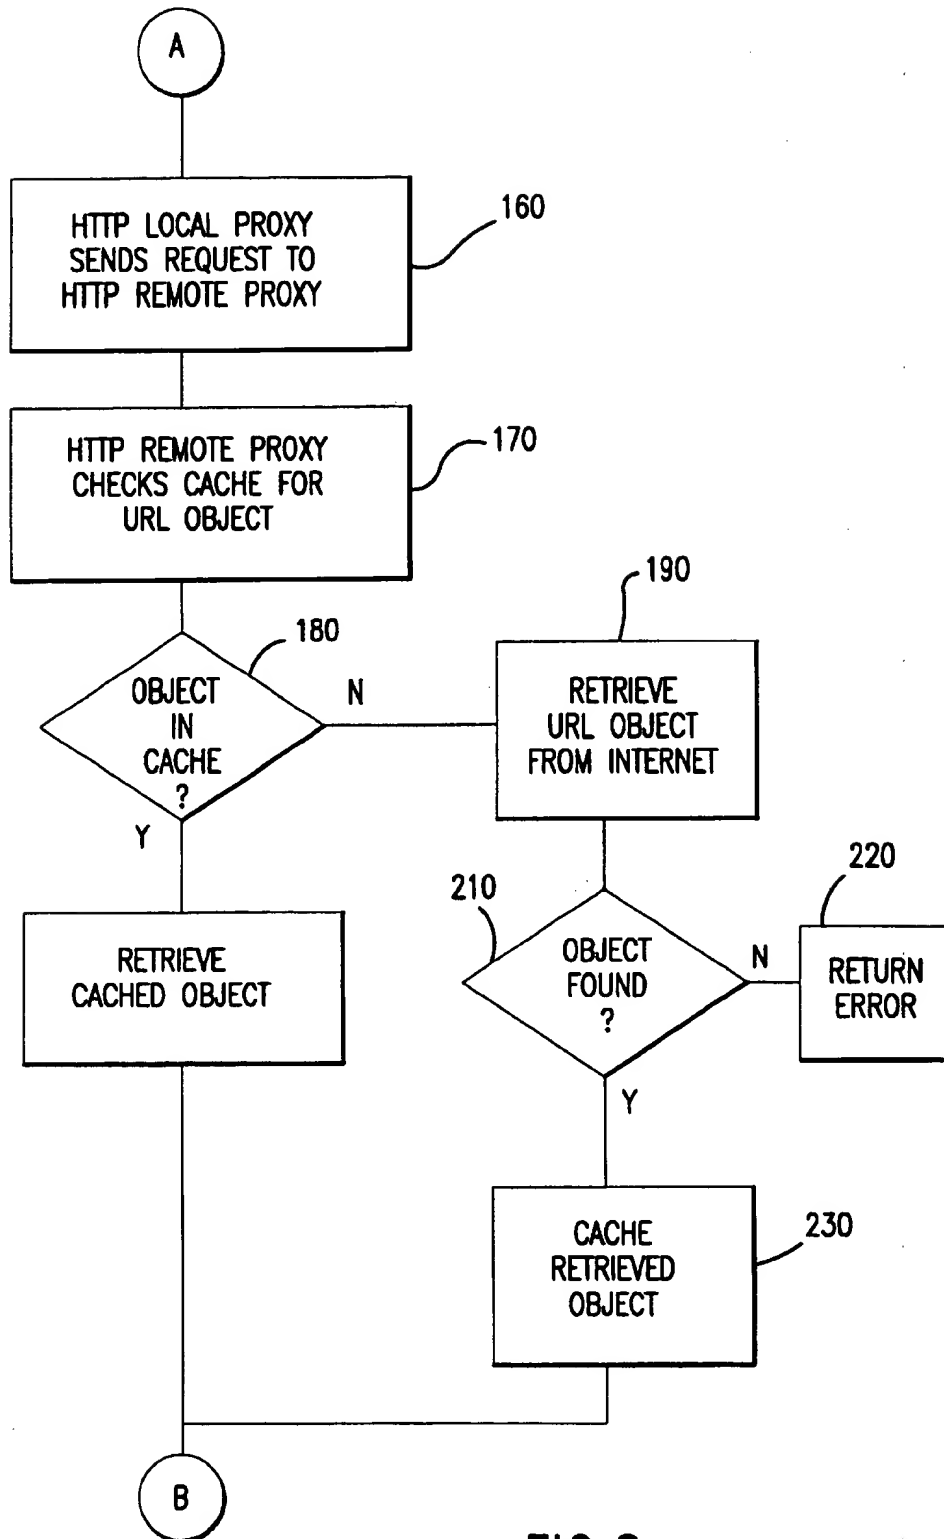 A
HTTP LOCAL PROXY
SENDS REQUEST TO
HTTP REMOTE PROXY
160
HTTP REMOTE PROXY
CHECKS CACHE FOR
URL OBJECT
170
180
OBJECT
IN
CACHE
?
N
Y
190
RETRIEVE
URL OBJECT
FROM INTERNET
RETRIEVE
CACHED OBJECT
210
OBJECT
FOUND
?
N
Y
220
RETURN
ERROR
CACHE
RETRIEVED
OBJECT
230
B